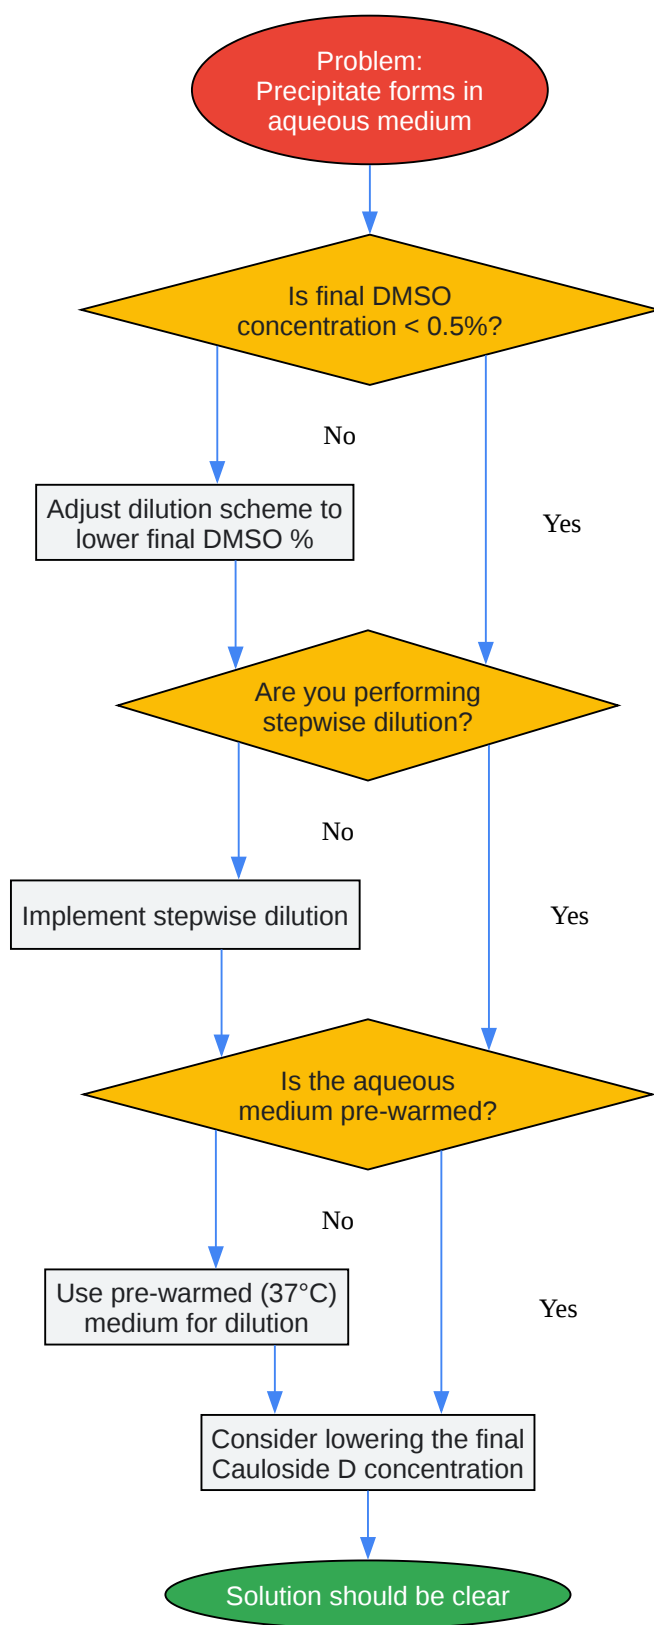 Problem:
Precipitate forms in
aqueous medium
Is final DMSO
concentration < 0.5%?
No
Adjust dilution scheme to
lower final DMSO %
Yes
Are you performing
stepwise dilution?
No
Implement stepwise dilution
Yes
Is the aqueous
medium pre-warmed?
No
Use pre-warmed (37°C)
medium for dilution
Yes
Consider lowering the final
Cauloside D concentration
Solution should be clear